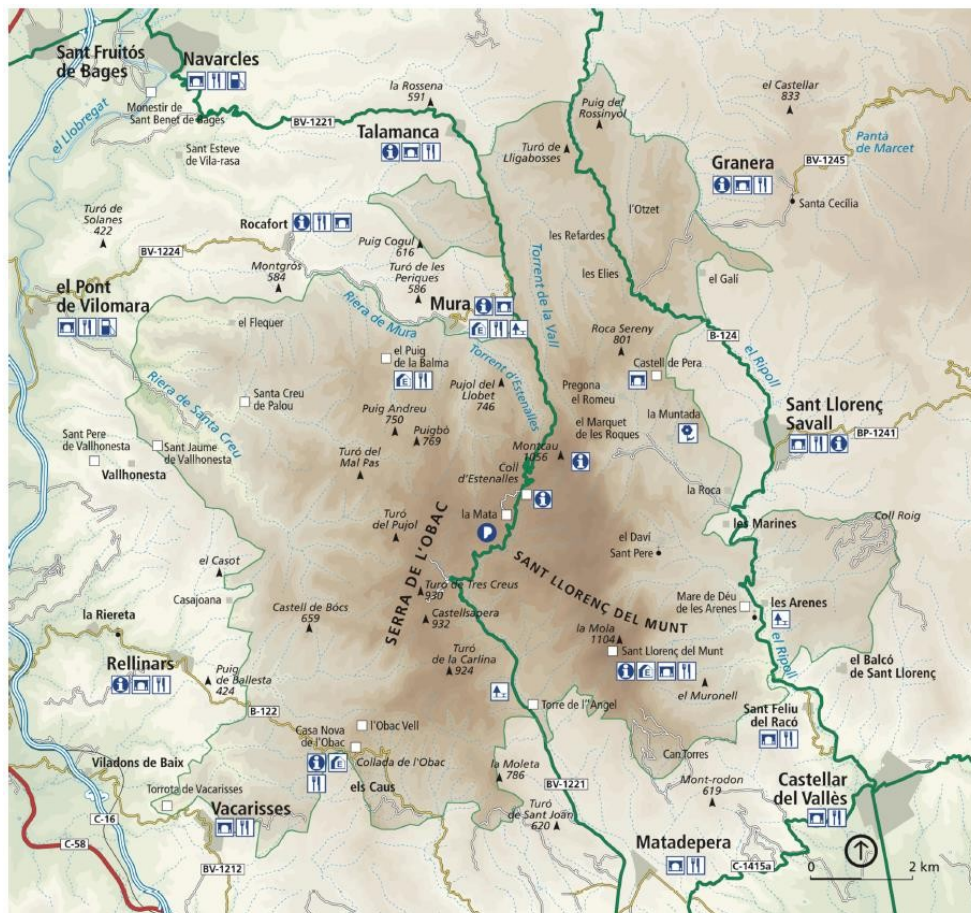 Sant Fruitós
de Bages
Navarcles
Monestir de
Sant Benet de Bages
el Llobregat
Sant Esteve
de Vila-rasa
BV-1221
la Rossena
591
Talamanca
Puig de
Rossinyol
Turó de
Lligabosses
el Castellar
833
Pantà
de Marcet
BV-1245
Granera
Santa Cecília
l'Otzet
les Refardes
les Elies
el Galí
Turó de
Solanes
422
Rocafort
BV-1224
Montgròs
584
Puig Cogul
616
Turó de les
Periques
586
Mura
Torrent de la Vall
el Pont
de Vilomara
el Flequer
Riera de Mura
Torrent d'Estenalles
el Puig
de la Balma
Pujol del
Llobet
746
Roca Sereny
801
Castell de Pera
B-124
el Ripoll
Riera de Santa Creu
Santa Creu
de Palou
Puig Andreu
750
Puigbò
769
Pregona
el Romeu
el Marquet
de les Roques
la Muntada
Sant Llorenç
Savall
BP-1241
Sant Pere
de Vallhonesta
Sant Jaume
de Vallhonesta
Vallhonesta
Turó del
Mal Pas
Montcau
1056
Coll
d'Estenalles
la Mata
P
la Roca
les Marines
Coll Roig
Turó
del Pujol
SERRA DE L'OBAC
SANT LLORENÇ DEL MUNT
el Daví
Sant Pere
el Casot
Casajoana
Castell de Bocs
659
Turó de Tres Creus
930
Castellsapera
932
Turó
de la Carlina
924
la Mola
1104
Sant Llorenç del Munt
el Muronell
Mare de Déu
de les Arenes
les Arenes
el Ripoll
el Balcó
de Sant Llorenç
la Riereta
Rellinars
Puig
de Ballesta
424
B-122
l'Obac Vell
Casa Nova
de l'Obac
Collada de l'Obac
els Caus
Torre de l'Àngel
Sant Feliu
del Racó
Can Torres
la Moleta
786
BV-1221
Mont-rodon
619
Castellar
del Vallès
Viladons de Baix
Torrota de Vacarisses
Vacarisses
C-16
C-58
BV-1212
Turó
de Sant Joan
620
Matadepera
C-1415a
0 2 km